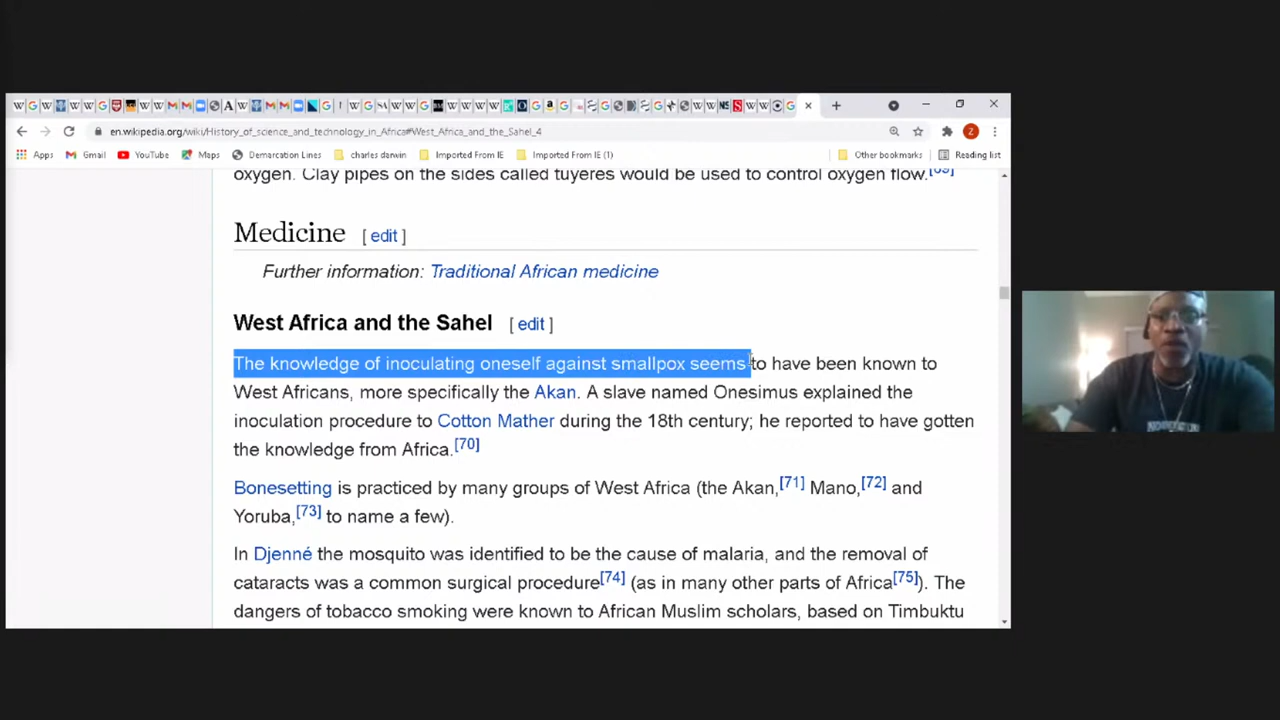 en.wikipedia.org/wiki/History_of_science_and_technology_in_Africa#West_Africa_and_the_Sahel_4
Apps Gmail YouTube Maps Demarcation Lines charles darwin Imported From IE Imported From IE (1) Other bookmarks Reading list
oxygen. Clay pipes on the sides called tuyeres would be used to control oxygen flow.[69]
Medicine [ edit ]
Further information: Traditional African medicine
West Africa and the Sahel [ edit ]
The knowledge of inoculating oneself against smallpox seems to have been known to
West Africans, more specifically the Akan. A slave named Onesimus explained the
inoculation procedure to Cotton Mather during the 18th century; he reported to have gotten
the knowledge from Africa.[70]
Bonesetting is practiced by many groups of West Africa (the Akan,[71] Mano,[72] and
Yoruba,[73] to name a few).
In Djenné the mosquito was identified to be the cause of malaria, and the removal of
cataracts was a common surgical procedure[74] (as in many other parts of Africa[75]). The
dangers of tobacco smoking were known to African Muslim scholars, based on Timbuktu